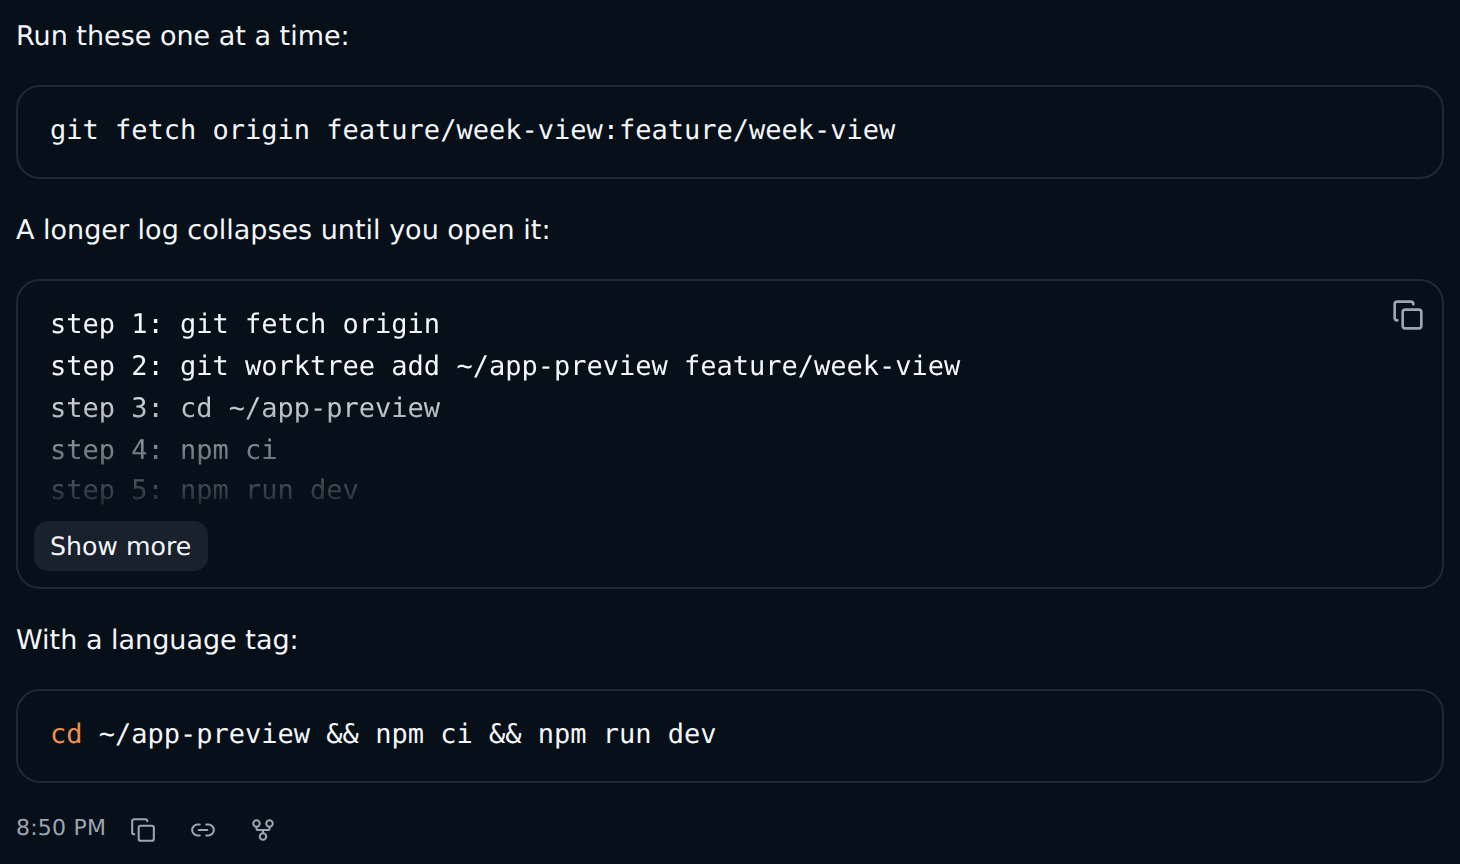 Run these one at a time:
git fetch origin feature/week-view:feature/week-view
A longer log collapses until you open it:
step 1: git fetch origin
step 2: git worktree add ~/app-preview feature/week-view
step 3: cd ~/app-preview
step 4: npm ci
step 5: npm run dev
Show more
With a language tag:
cd ~/app-preview && npm ci && npm run dev
8:50 PM